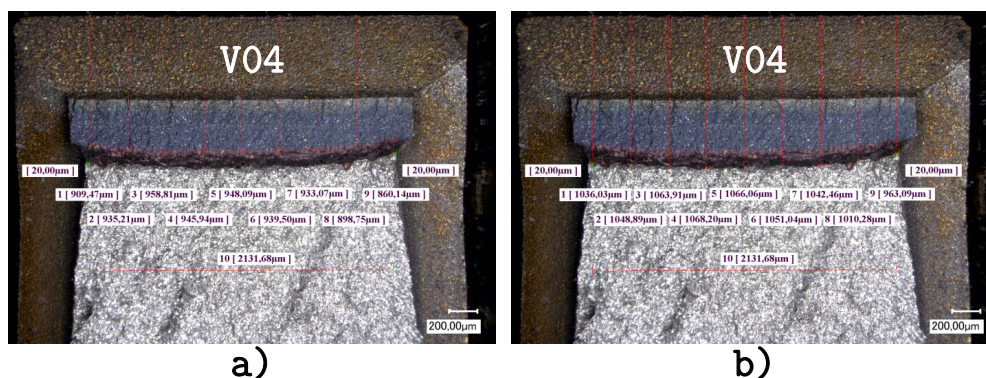 V04
[ 20,00µm ]
[ 20,00µm ]
1 [ 909,47µm ]
3 [ 958,81µm ]
5 [ 948,09µm ]
7 [ 933,07µm ]
9 [ 860,14µm ]
2 [ 935,21µm ]
4 [ 945,94µm ]
6 [ 939,50µm ]
8 [ 898,75µm ]
10 [ 2131,68µm ]
200,00µm
a)
V04
[ 20,00µm ]
[ 20,00µm ]
1 [ 1036,03µm ]
3 [ 1063,91µm ]
5 [ 1066,06µm ]
7 [ 1042,46µm ]
9 [ 963,09µm ]
2 [ 1048,89µm ]
4 [ 1068,20µm ]
6 [ 1051,04µm ]
8 [ 1010,28µm ]
10 [ 2131,68µm ]
200,00µm
b)